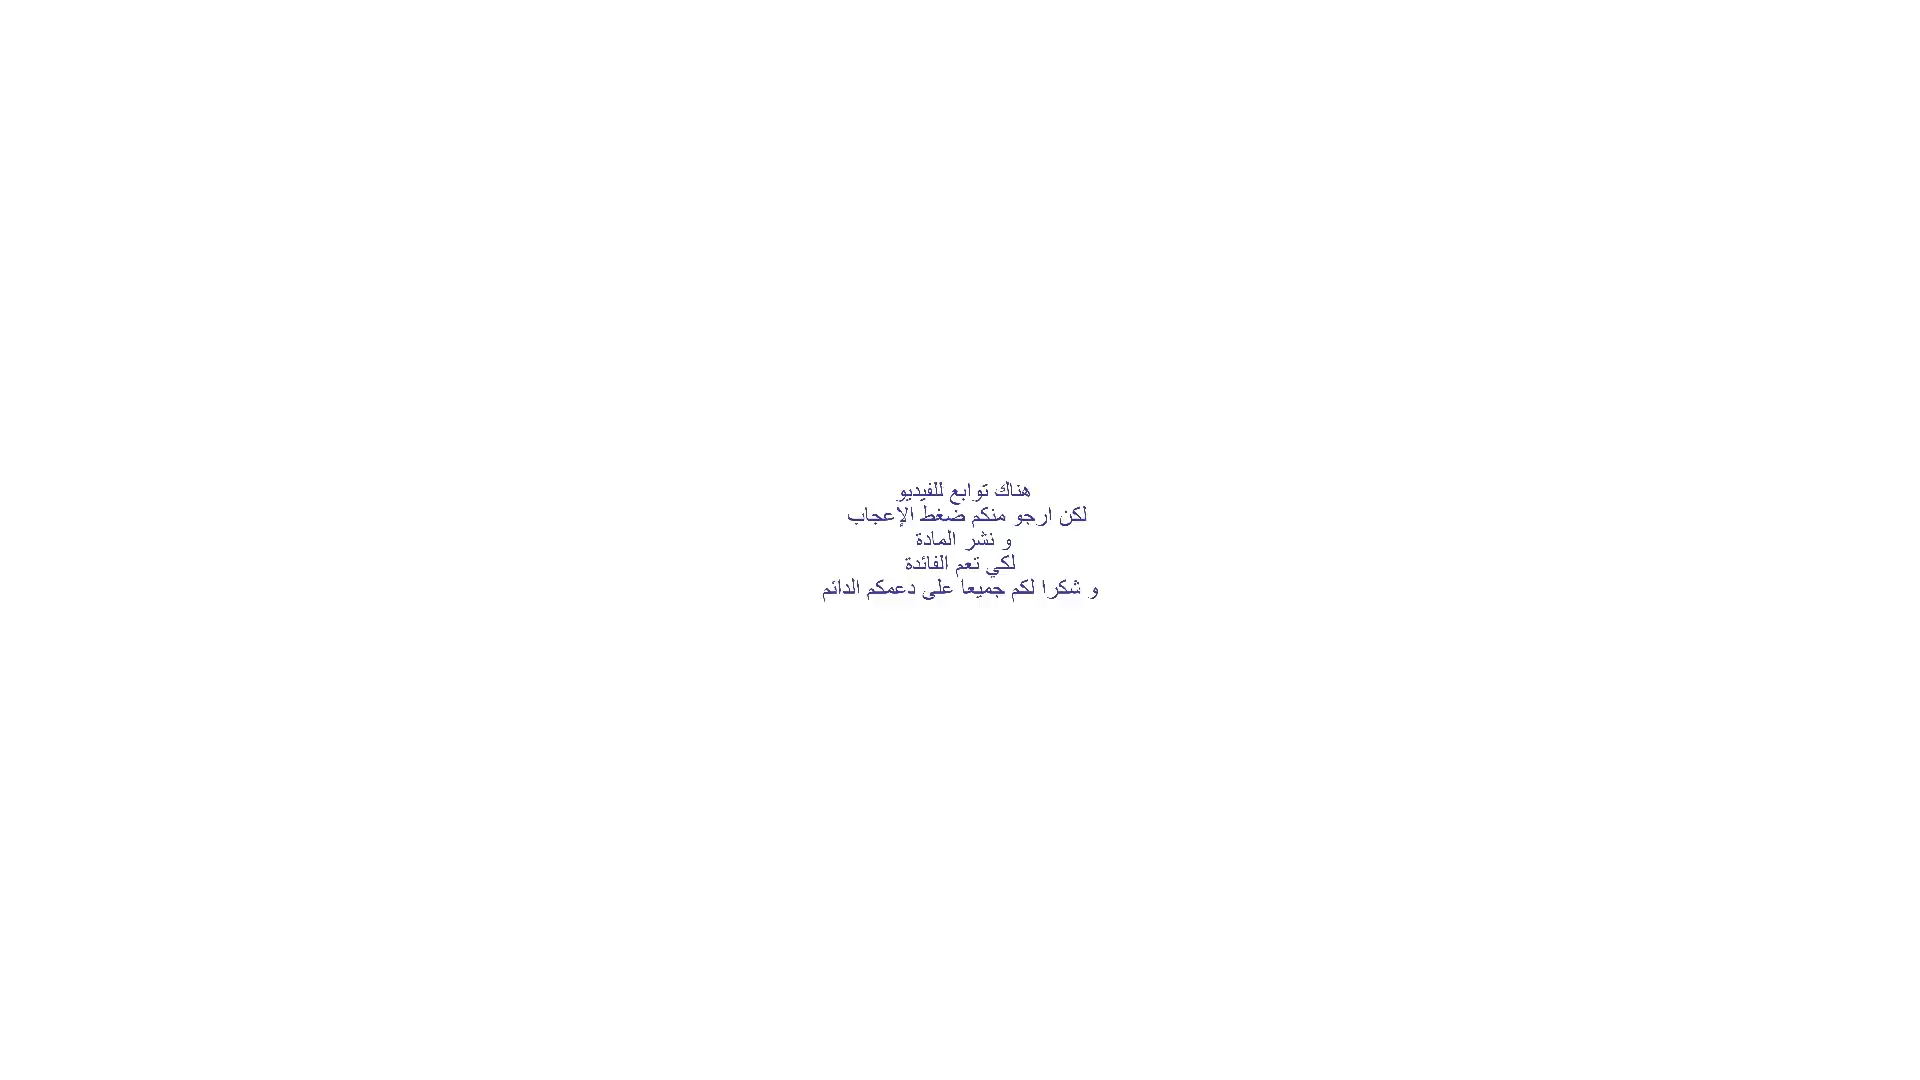 هناك توابع للفيديو
لكن ارجو منكم ضغط الإعجاب
و نشر المادة
لكي تعم الفائدة
و شكرا لكم جميعا على دعمكم الدائم